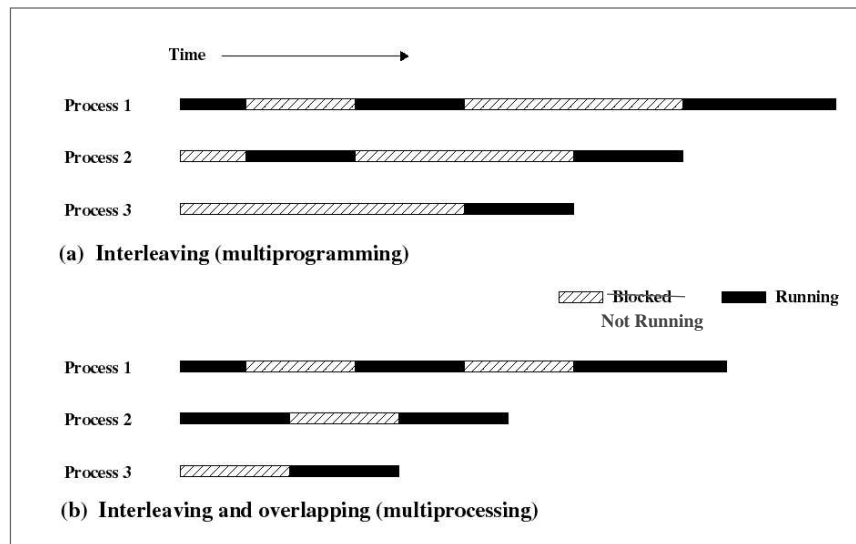 Time
Process 1
Process 2
Process 3
(a) Interleaving (multiprogramming)
Blocked Running
Not Running
Process 1
Process 2
Process 3
(b) Interleaving and overlapping (multiprocessing)